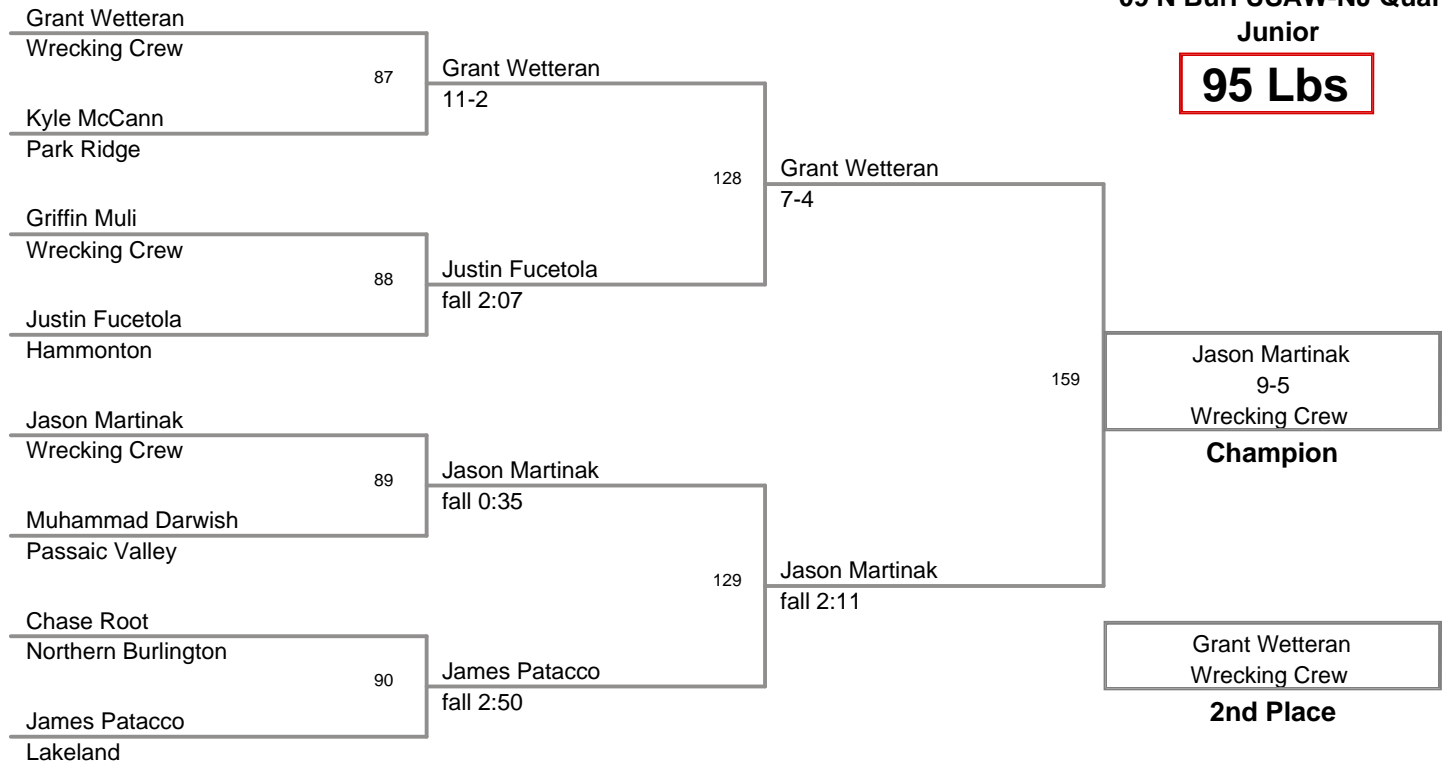 Junior
95 Lbs
Grant Wetteran
Wrecking Crew
87
Kyle McCann
Park Ridge
Griffin Muli
Wrecking Crew
88
Justin Fucetola
Hammonton
Jason Martinak
Wrecking Crew
89
Muhammad Darwish
Passaic Valley
Chase Root
Northern Burlington
90
James Patacco
Lakeland
Grant Wetteran
11-2
128
Justin Fucetola
fall 2:07
Jason Martinak
fall 0:35
129
James Patacco
fall 2:50
Grant Wetteran
7-4
159
Jason Martinak
fall 2:11
Jason Martinak
9-5
Wrecking Crew
Champion
Grant Wetteran
Wrecking Crew
2nd Place